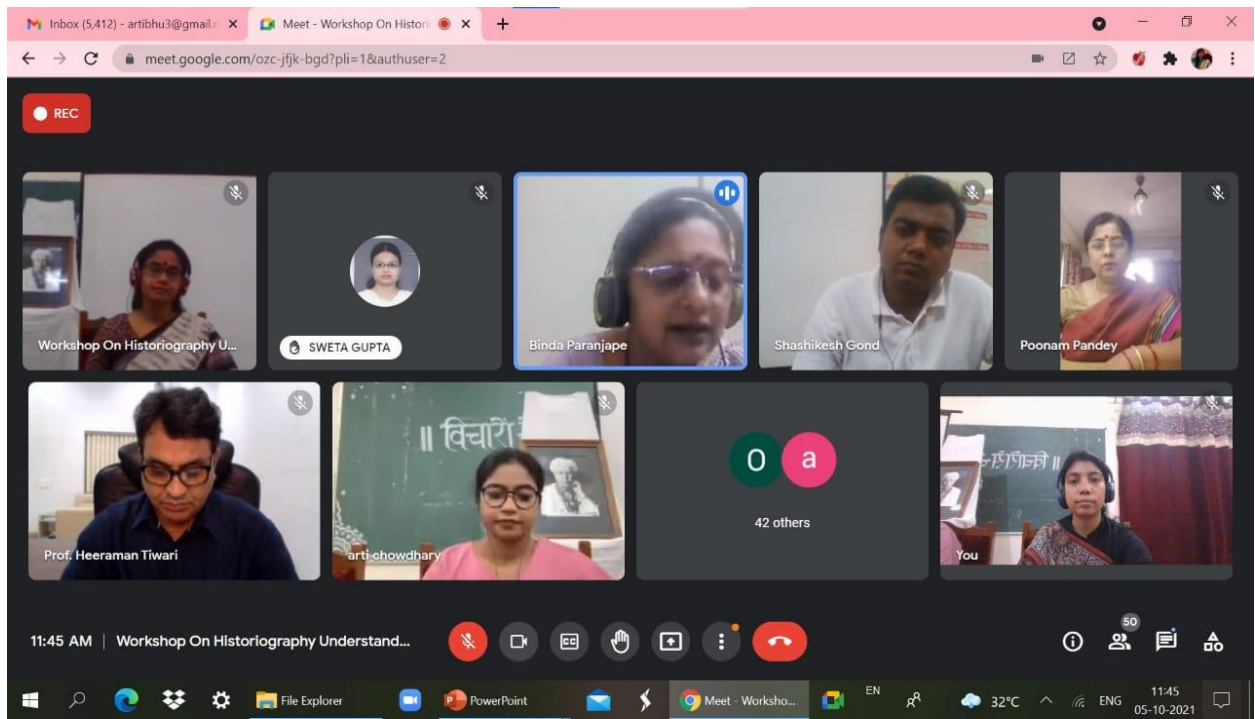 Inbox (5,412) - artibhu3@gmail.c
Meet - Workshop On Histori
meet.google.com/ozc-jfjk-bgd?pli=1&authuser=2
REC
Workshop On Historiography U...
SWETA GUPTA
Binda Paranjape
Shashikesh Gond
Poonam Pandey
Prof. Heeraman Tiwari
॥ विचारों
arti chowdhary
O a
42 others
You
11:45 AM | Workshop On Historiography Understand...
50
File Explorer
PowerPoint
Meet - Worksho...
EN
32°C
ENG
11:45
05-10-2021